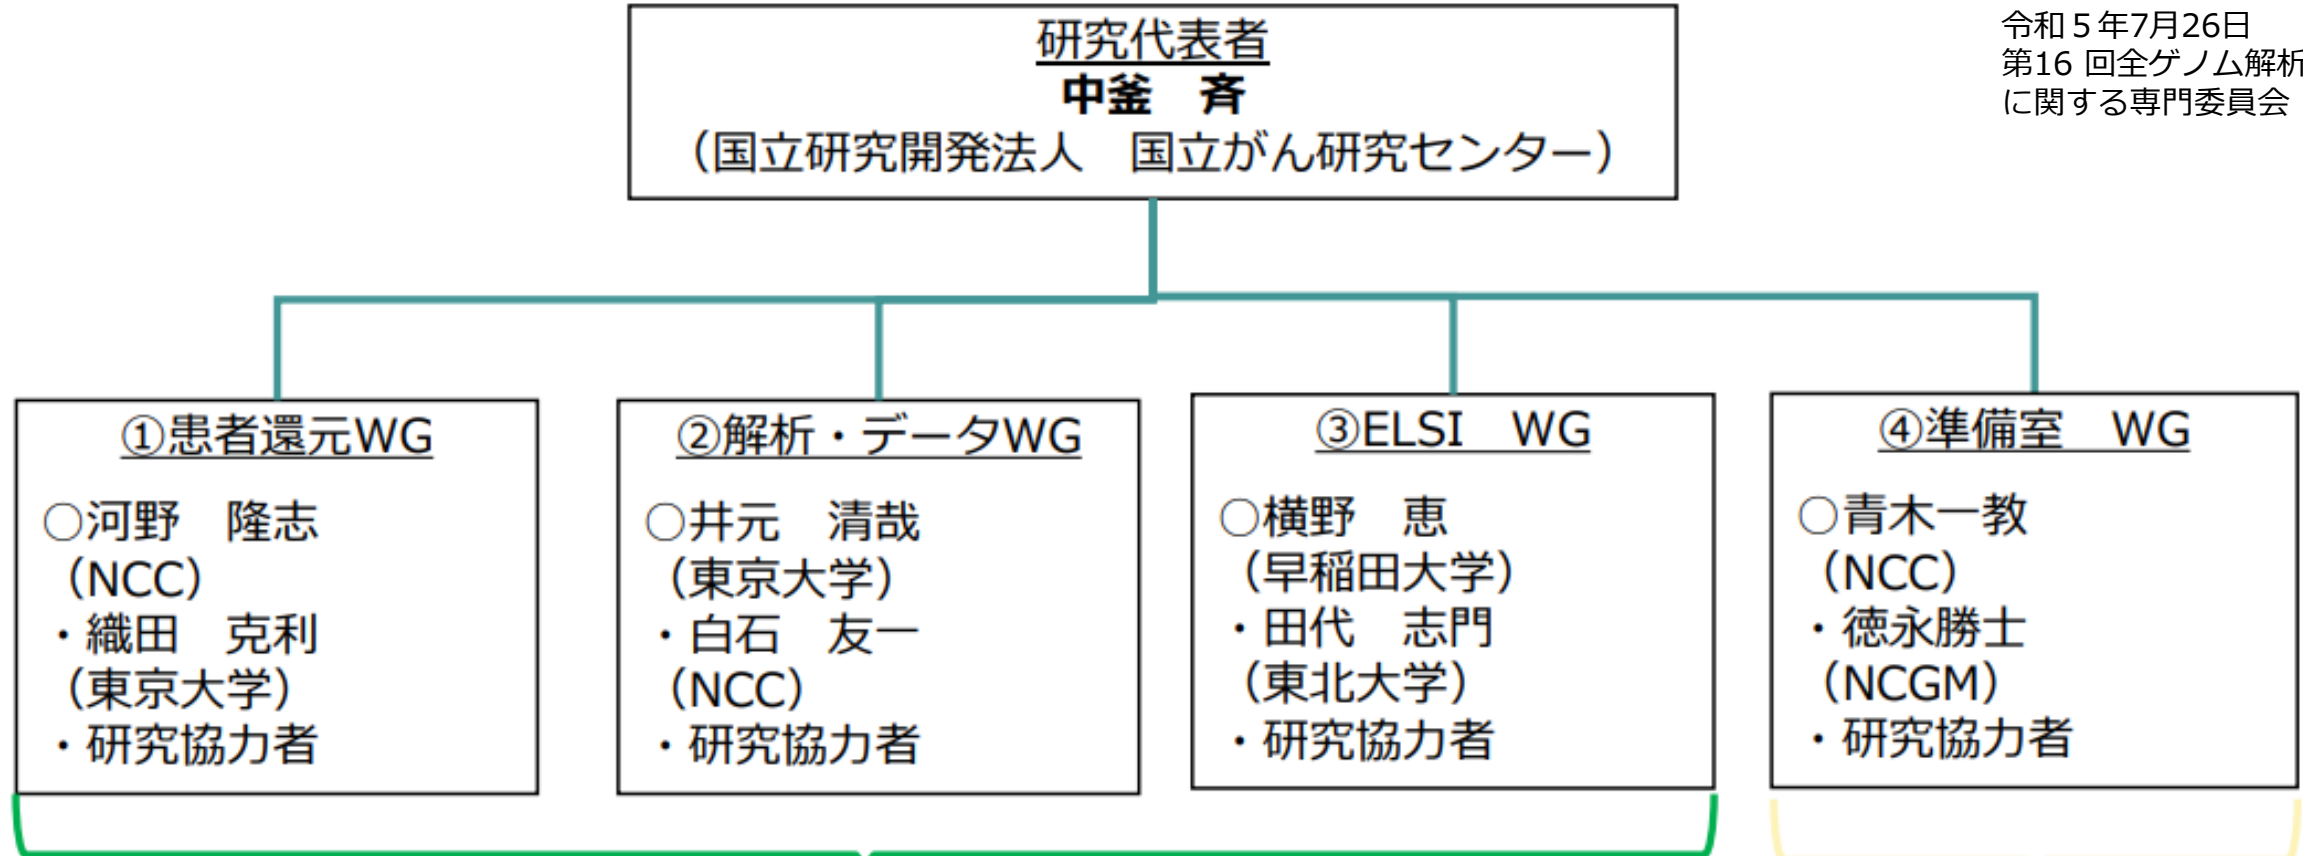 研究代表者
中釜　斉
（国立研究開発法人　国立がん研究センター）
令和５年7月26日
第16 回全ゲノム解析
に関する専門委員会
①患者還元WG
○河野　隆志
（NCC）
・織田　克利
（東京大学）
・研究協力者
②解析・データWG
○井元　清哉
（東京大学）
・白石　友一
（NCC）
・研究協力者
③ELSI　WG
○横野　恵
（早稲田大学）
・田代　志門
（東北大学）
・研究協力者
④準備室　WG
○青木一教
（NCC）
・徳永勝士
（NCGM）
・研究協力者